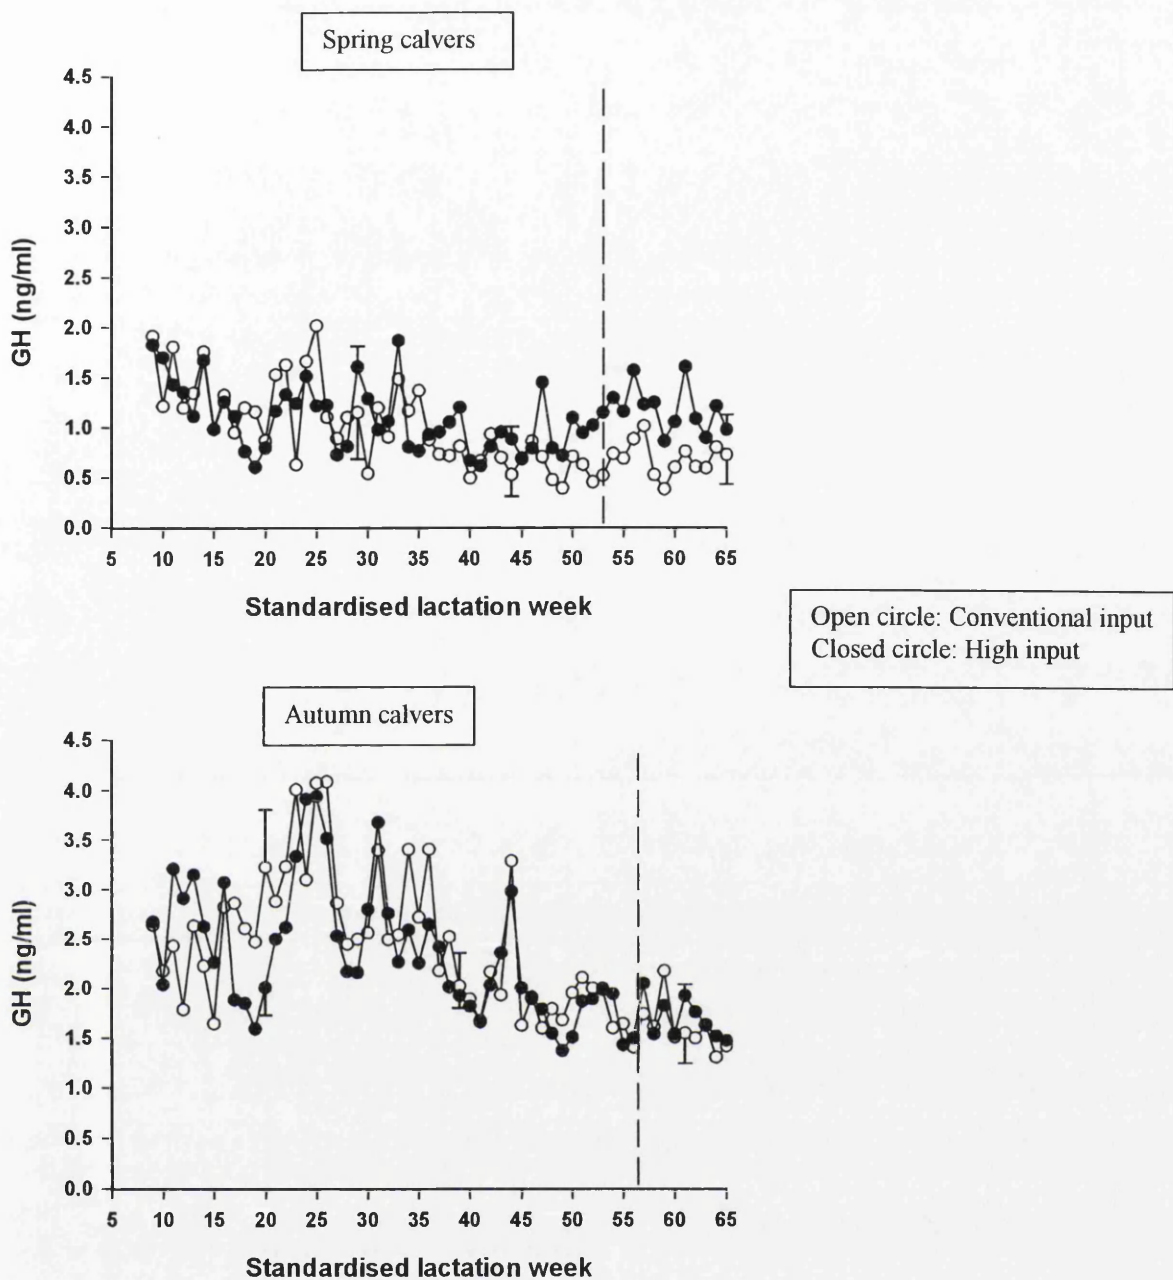 Spring calvers
4.5
4.0
3.5
3.0
2.5
2.0
1.5
1.0
0.5
0.0
GH (ng/ml)
5 10 15 20 25 30 35 40 45 50 55 60 65
Standardised lactation week
Open circle: Conventional input
Closed circle: High input
Autumn calvers
4.5
4.0
3.5
3.0
2.5
2.0
1.5
1.0
0.5
0.0
GH (ng/ml)
5 10 15 20 25 30 35 40 45 50 55 60 65
Standardised lactation week